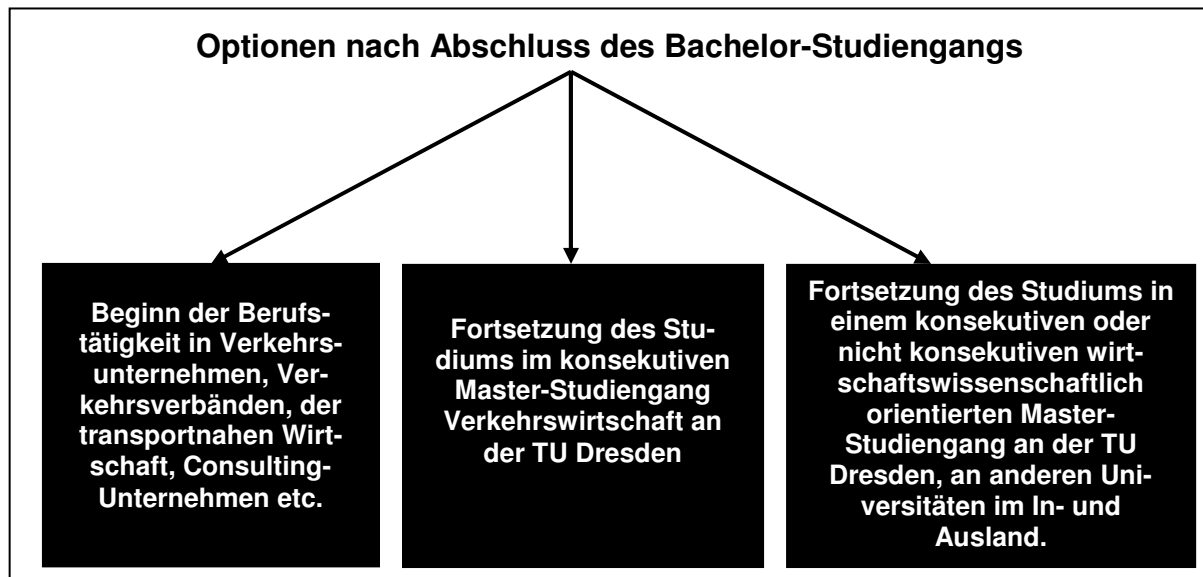 Optionen nach Abschluss des Bachelor-Studiengangs
Beginn der Berufs-
tätigkeit in Verkehrs-
unternehmen, Ver-
kehrsverbänden, der
transportnahen Wirt-
schaft, Consulting-
Unternehmen etc.
Fortsetzung des Stu-
diums im konsekutiven
Master-Studiengang
Verkehrswirtschaft an
der TU Dresden
Fortsetzung des Studiums in
einem konsekutiven oder
nicht konsekutiven wirt-
schaftswissenschaftlich
orientierten Master-
Studiengang an der TU
Dresden, an anderen Uni-
versitäten im In- und
Ausland.